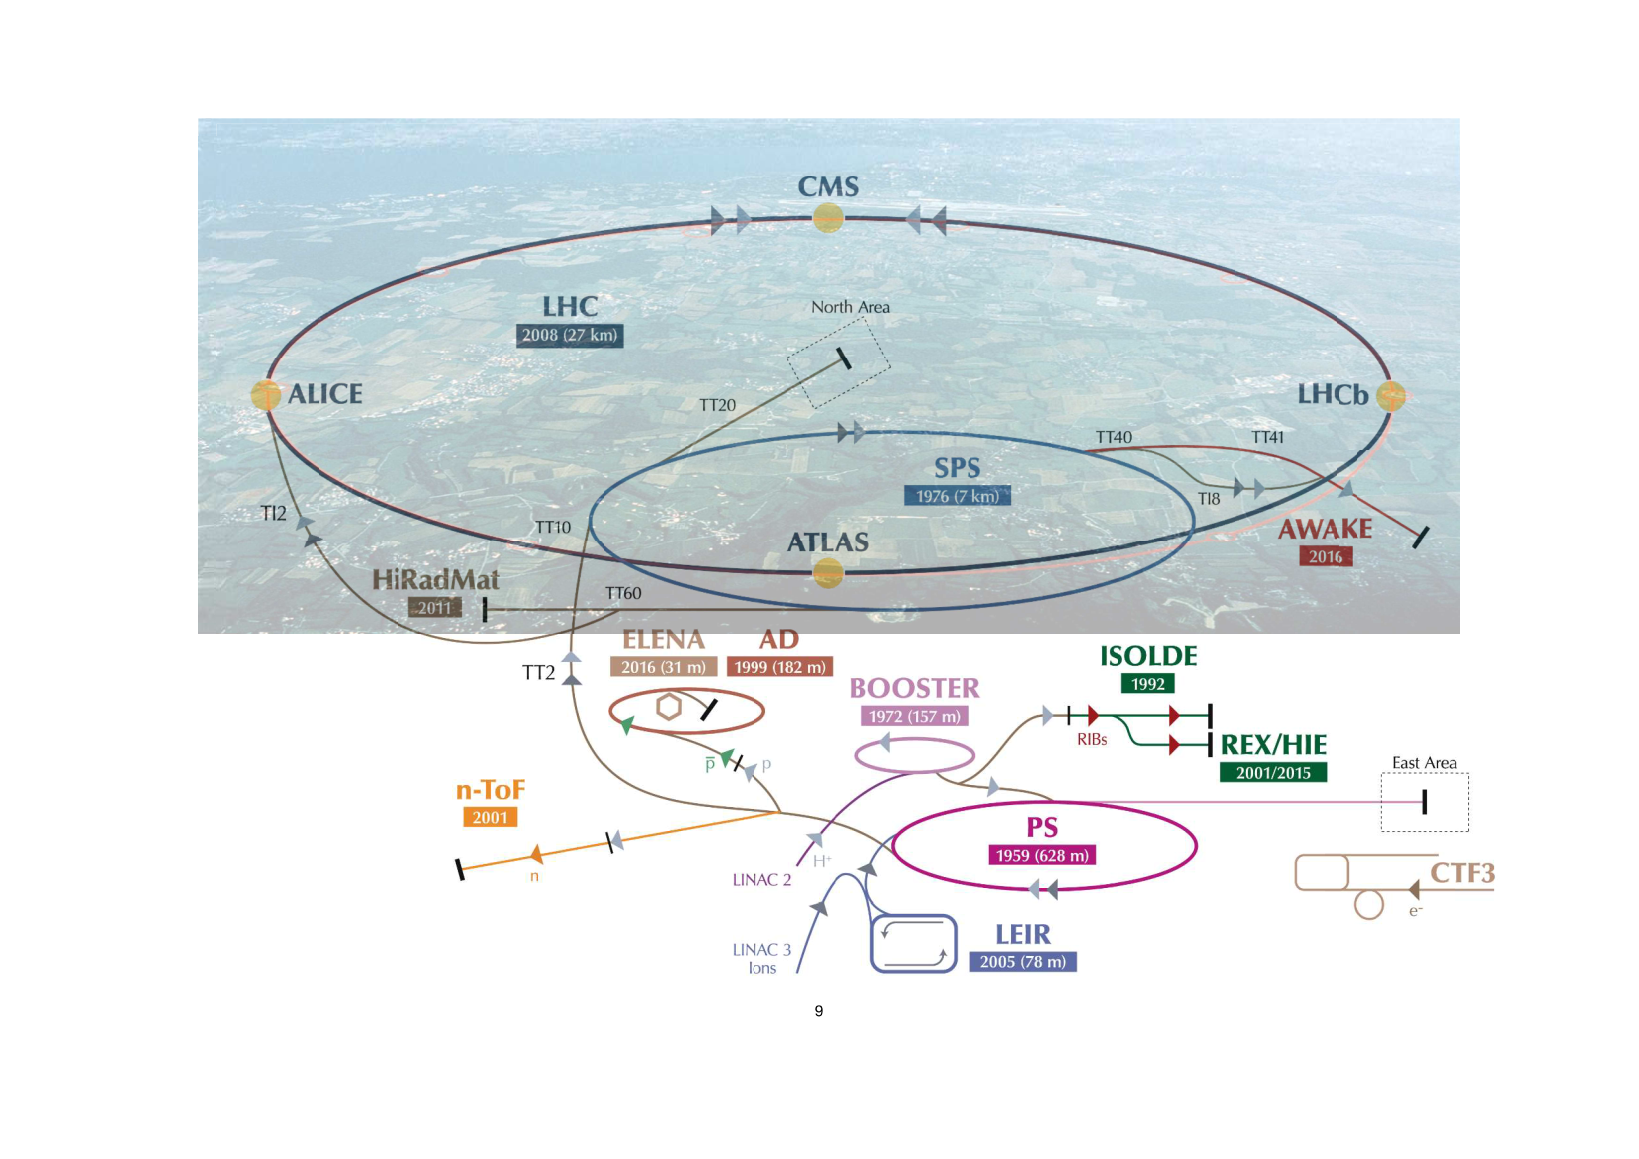 CMS
LHC
2008 (27 km)
North Area
ALICE
LHCb
TT20
TT40
TT41
SPS
1976 (7 km)
TI8
TI2
TT10
AWAKE
2016
ATLAS
HiRadMat
2011
TT60
ELENA
2016 (31 m)
AD
1999 (182 m)
TT2
ISOLDE
1992
BOOSTER
1972 (157 m)
RIBs
REX/HIE
2001/2015
p̅
p
East Area
n-ToF
2001
n
PS
1959 (628 m)
H⁺
LINAC 2
CTF3
e⁻
LEIR
2005 (78 m)
LINAC 3
Ions
9